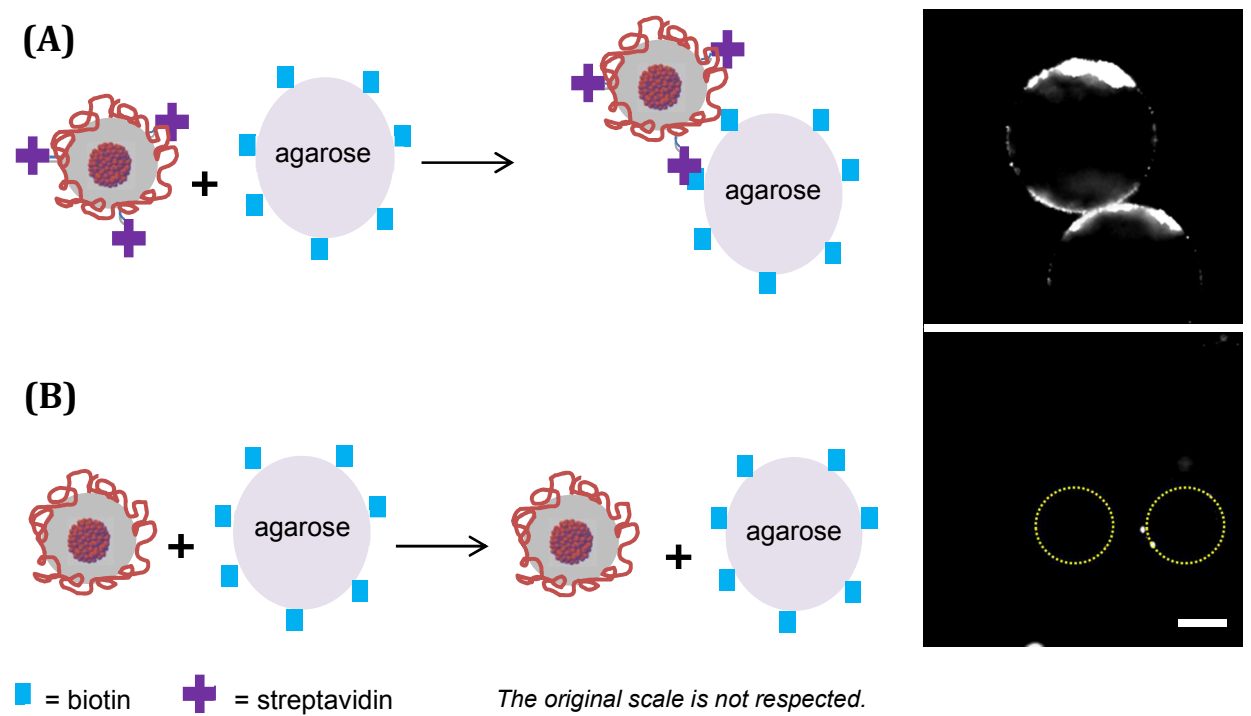 (A)
+
agarose
agarose
(B)
+
agarose
+
agarose
= biotin
= streptavidin
The original scale is not respected.